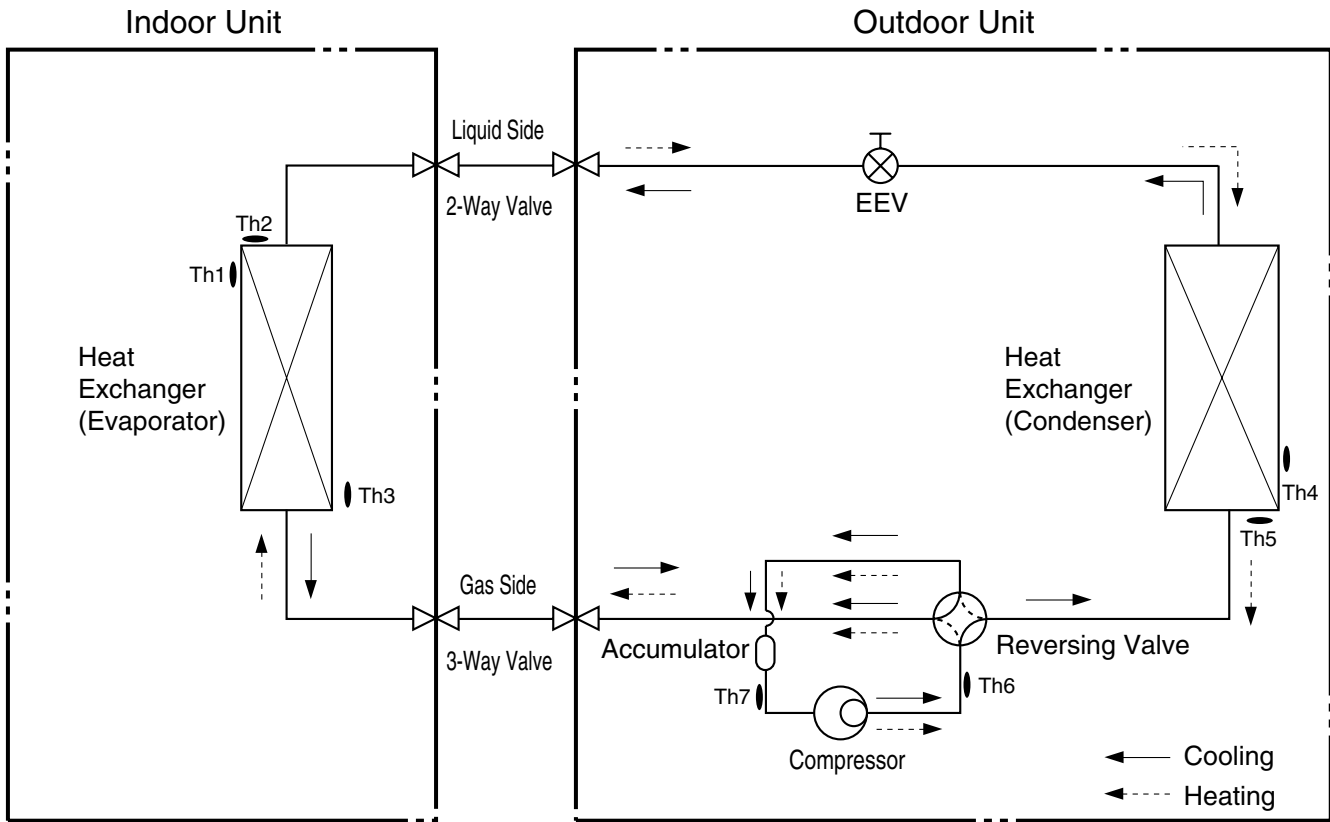 Indoor Unit
Outdoor Unit
Liquid Side
2-Way Valve
EEV
Th2
Th1
Heat
Exchanger
(Evaporator)
Th3
Heat
Exchanger
(Condenser)
Th4
Th5
Gas Side
3-Way Valve
Accumulator
Reversing Valve
Th7
Th6
Compressor
Cooling
Heating